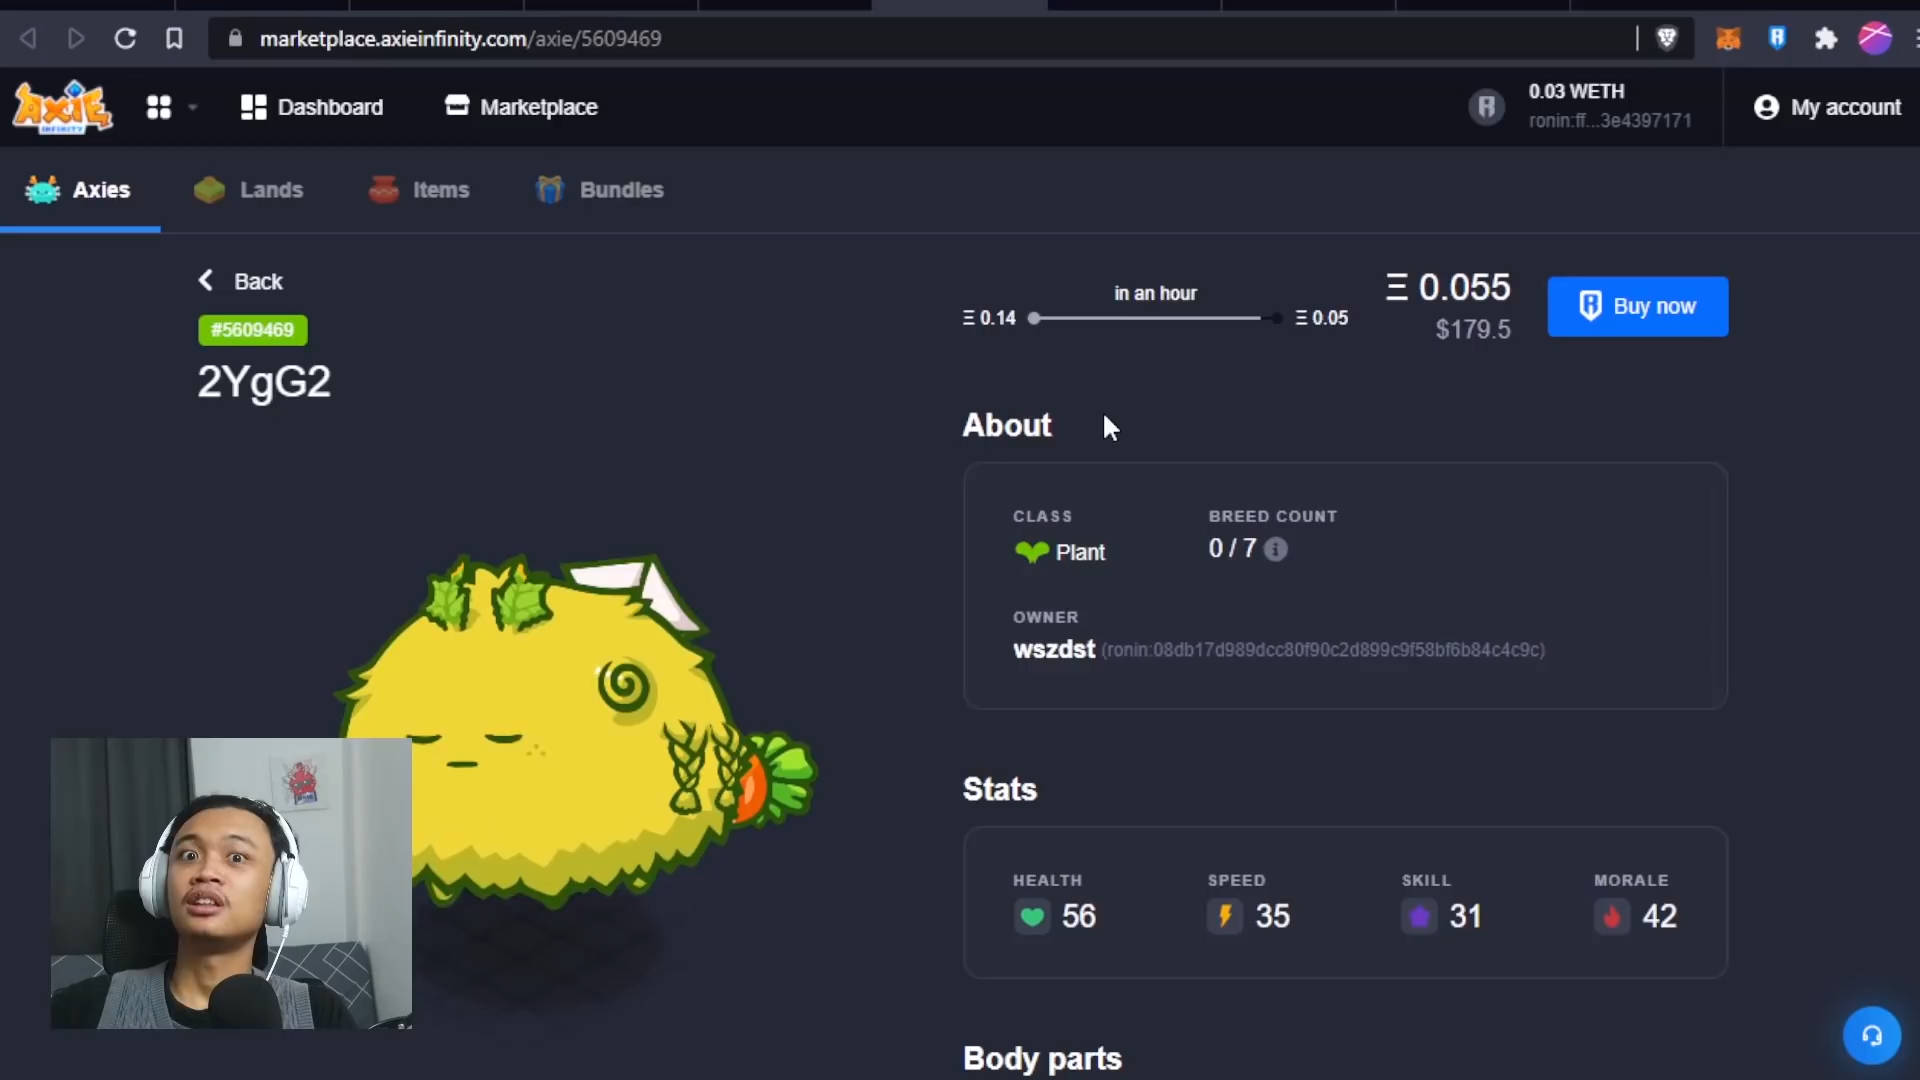 marketplace.axieinfinity.com/axie/5609469
AXIE
INFINITY
Dashboard
Marketplace
0.03 WETH
ronin:ff...3e4397171
My account
Axies
Lands
Items
Bundles
Back
#5609469
2YgG2
in an hour
Ξ 0.14
Ξ 0.05
Ξ 0.055
$179.5
Buy now
About
CLASS
Plant
BREED COUNT
0 / 7
OWNER
wszdst (ronin:08db17d989dcc80f90c2d899c9f58bf6b84c4c9c)
Stats
HEALTH
56
SPEED
35
SKILL
31
MORALE
42
Body parts